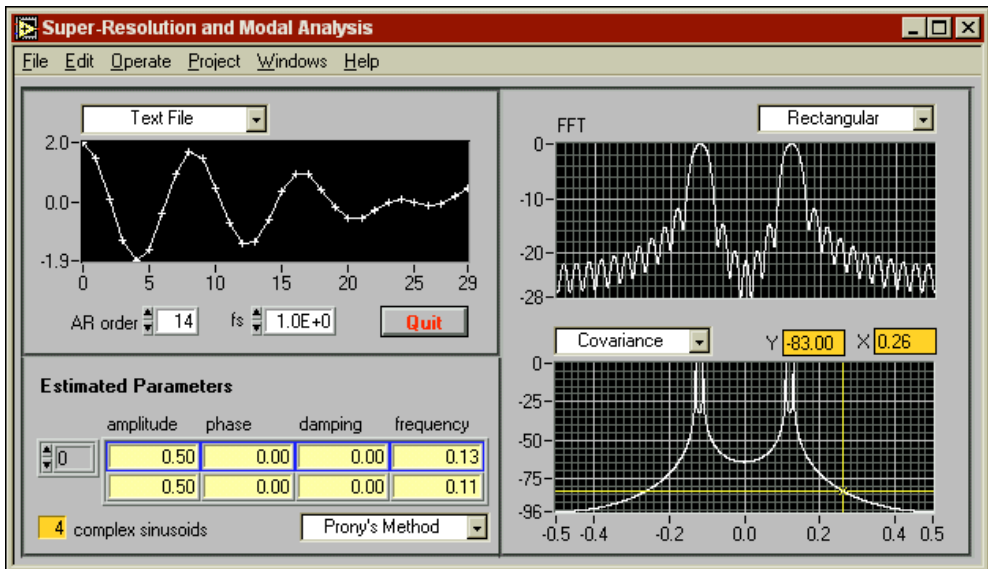 Super-Resolution and Modal Analysis
File Edit Operate Project Windows Help
Text File
2.0
0.0
-1.9
0 5 10 15 20 25 29
AR order 14 fs 1.0E+0 Quit
Estimated Parameters
amplitude phase damping frequency
0 0.50 0.00 0.00 0.13
0.50 0.00 0.00 0.11
4 complex sinusoids Prony's Method
FFT Rectangular
0
-10
-20
-28
Covariance Y -83.00 X 0.26
0
-25
-50
-75
-96
-0.5 -0.4 -0.2 0.0 0.2 0.4 0.5